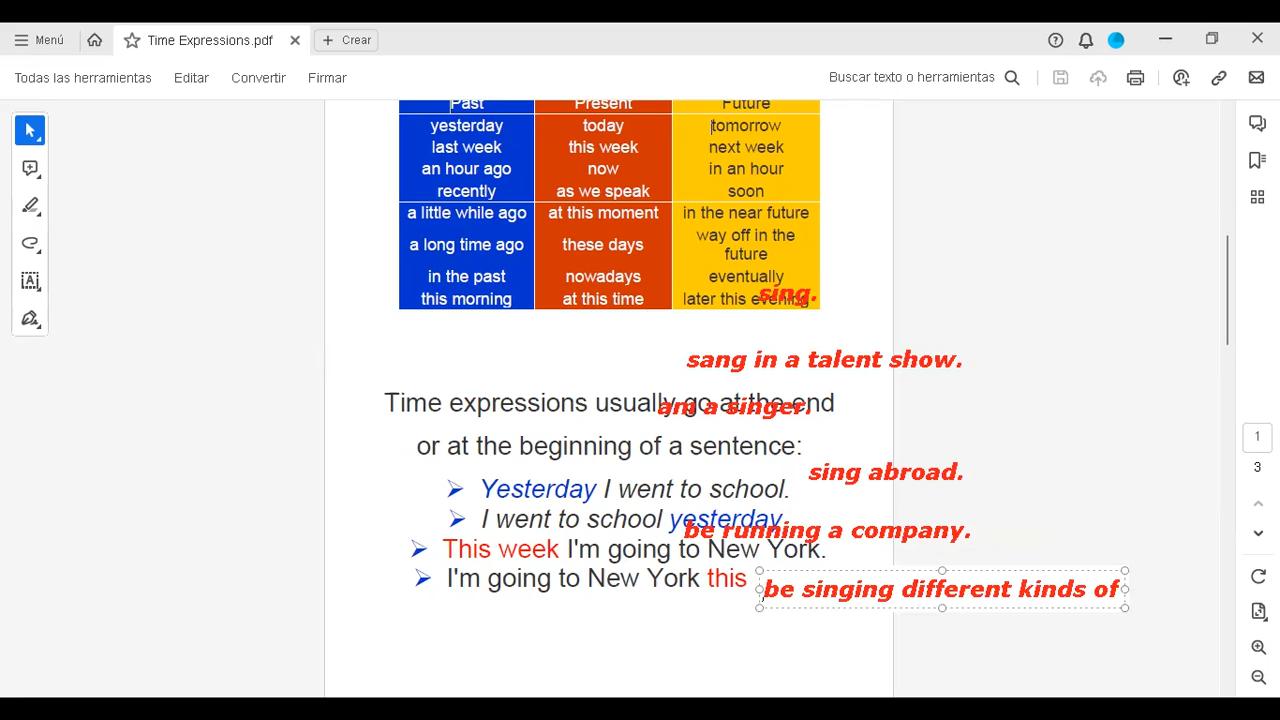 Menú
Time Expressions.pdf
Crear
Todas las herramientas
Editar
Convertir
Firmar
Buscar texto o herramientas
Past Present Future
yesterday today tomorrow
last week this week next week
an hour ago now in an hour
recently as we speak soon
a little while ago at this moment in the near future
a long time ago these days way off in the
future
in the past nowadays eventually
this morning at this time later this evening
sing.
sang in a talent show.
Time expressions usually go at the end
am a singer.
or at the beginning of a sentence:
sing abroad.
Yesterday I went to school.
I went to school yesterday.
be running a company.
This week I'm going to New York.
I'm going to New York this
be singing different kinds of
1
3